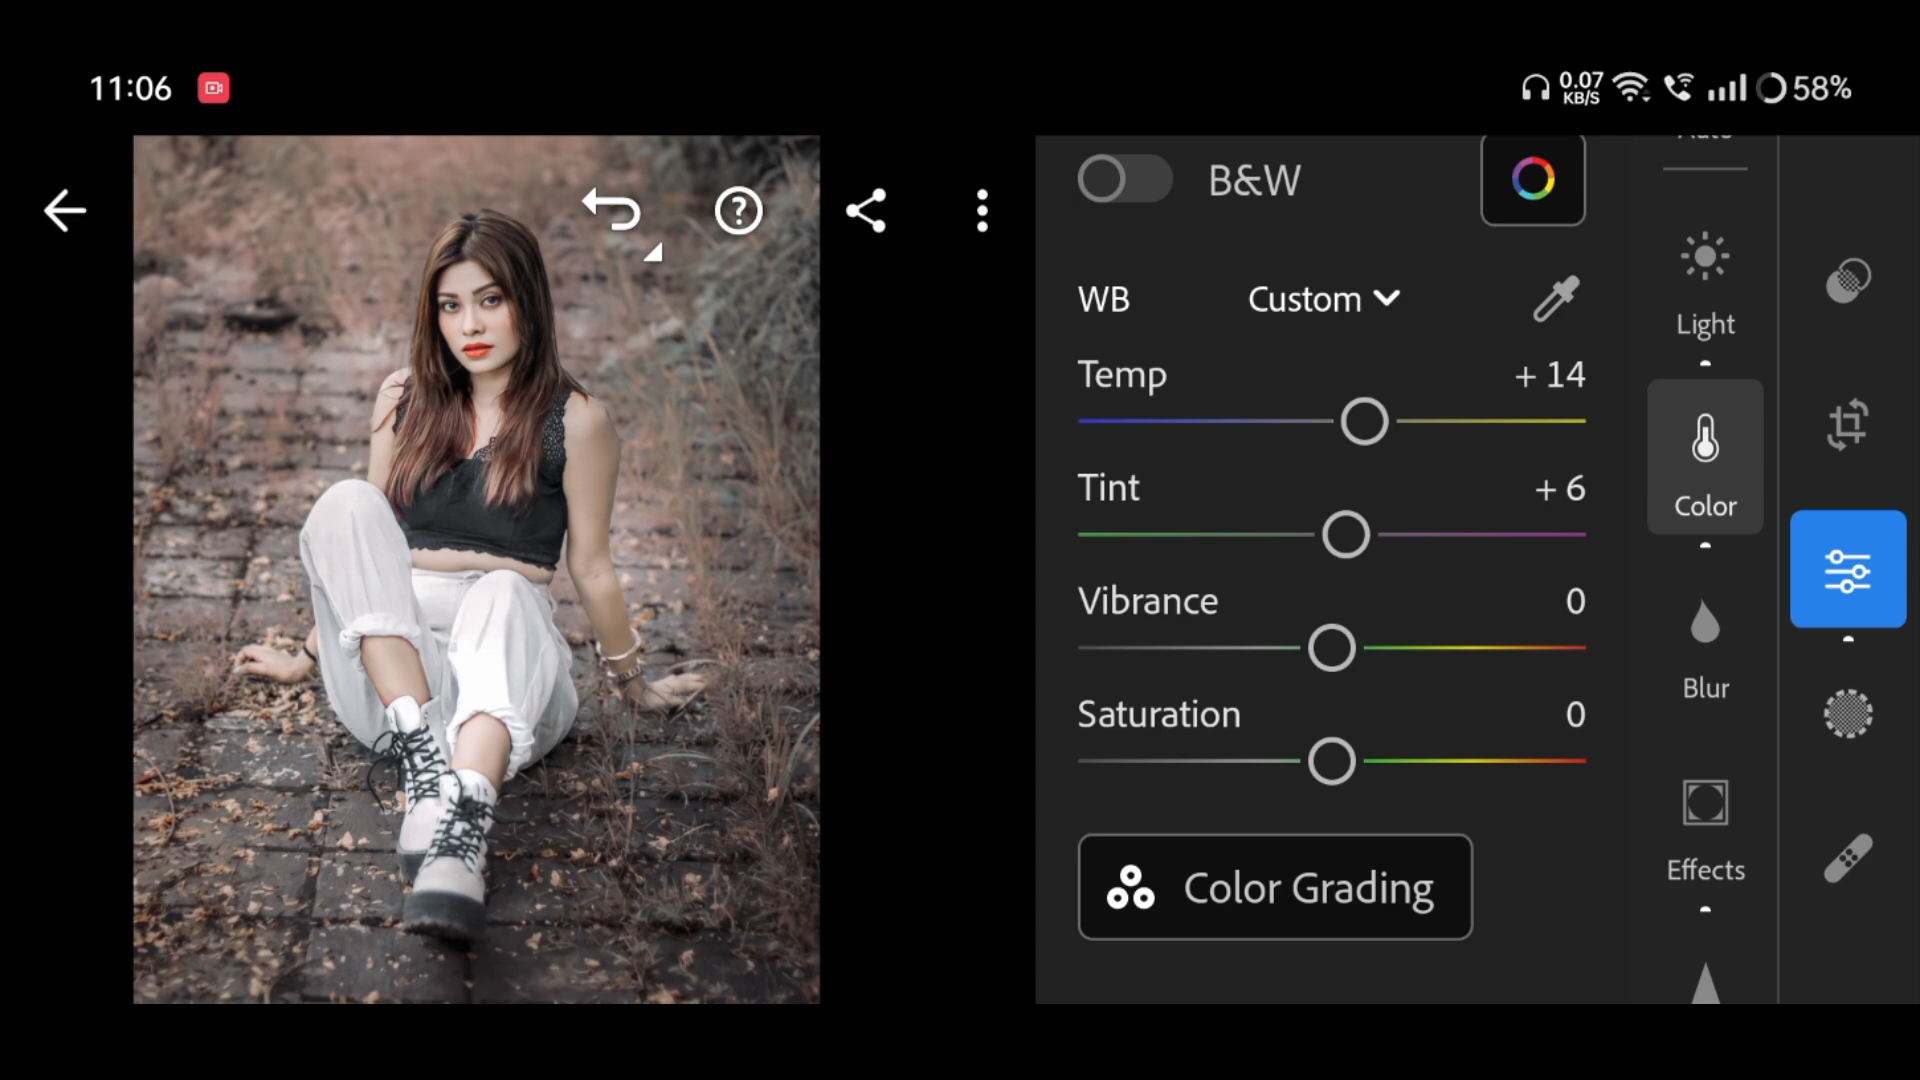 11:06
0.07
KB/S
58%
Auto
B&W
WB
Custom
Temp
+ 14
Tint
+ 6
Vibrance
0
Saturation
0
Color Grading
Light
Color
Blur
Effects